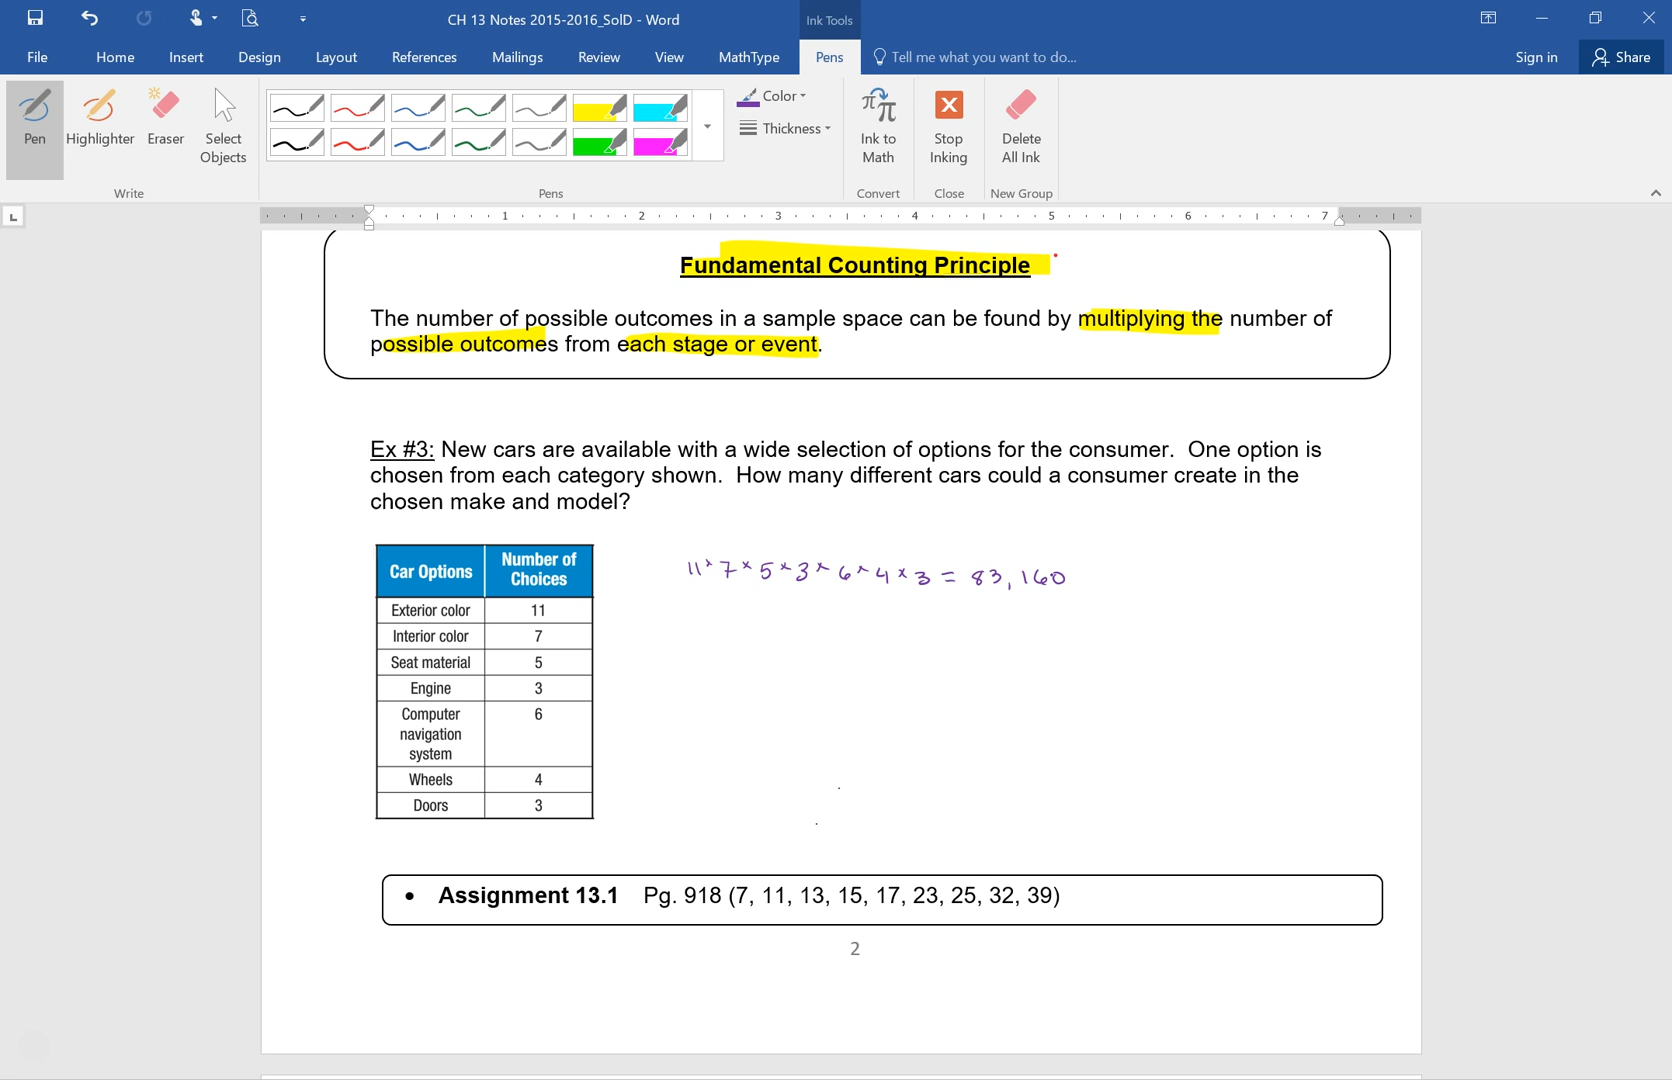 CH 13 Notes 2015-2016_SolD - Word
Ink Tools
File Home Insert Design Layout References Mailings Review View MathType Pens Tell me what you want to do... Sign in Share
Pen Highlighter Eraser Select Objects
Color
Thickness
Ink to Math
Stop Inking
Delete All Ink
Write Pens Convert Close New Group
L 1 2 3 4 5 6 7
Fundamental Counting Principle
The number of possible outcomes in a sample space can be found by multiplying the number of
possible outcomes from each stage or event.
Ex #3: New cars are available with a wide selection of options for the consumer. One option is
chosen from each category shown. How many different cars could a consumer create in the
chosen make and model?
Car Options Number of Choices
Exterior color 11
Interior color 7
Seat material 5
Engine 3
Computer navigation system 6
Wheels 4
Doors 3
11 × 7 × 5 × 3 × 6 × 4 × 3 = 83,160
• Assignment 13.1 Pg. 918 (7, 11, 13, 15, 17, 23, 25, 32, 39)
2